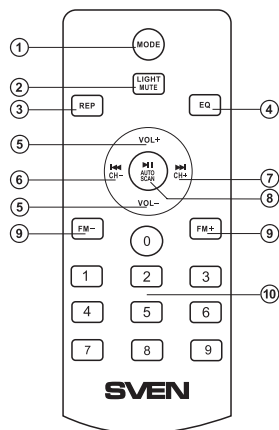 MODE
1
LIGHT
MUTE
2
REP
EQ
3
4
5
VOL+
6
CH-
AUTO
SCAN
CH+
7
8
5
VOL-
9
FM-
FM+
9
0
1
2
3
10
4
5
6
7
8
9
SVEN